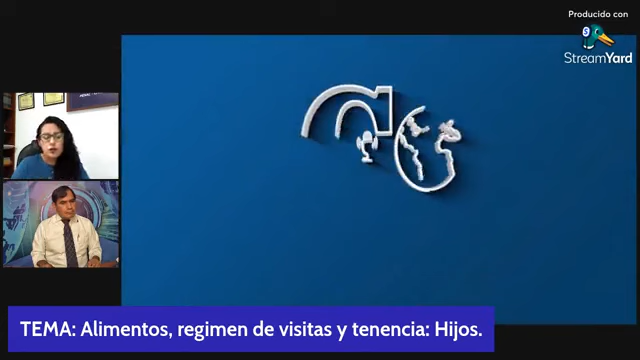 Producido con
StreamYard
TEMA: Alimentos, regimen de visitas y tenencia: Hijos.